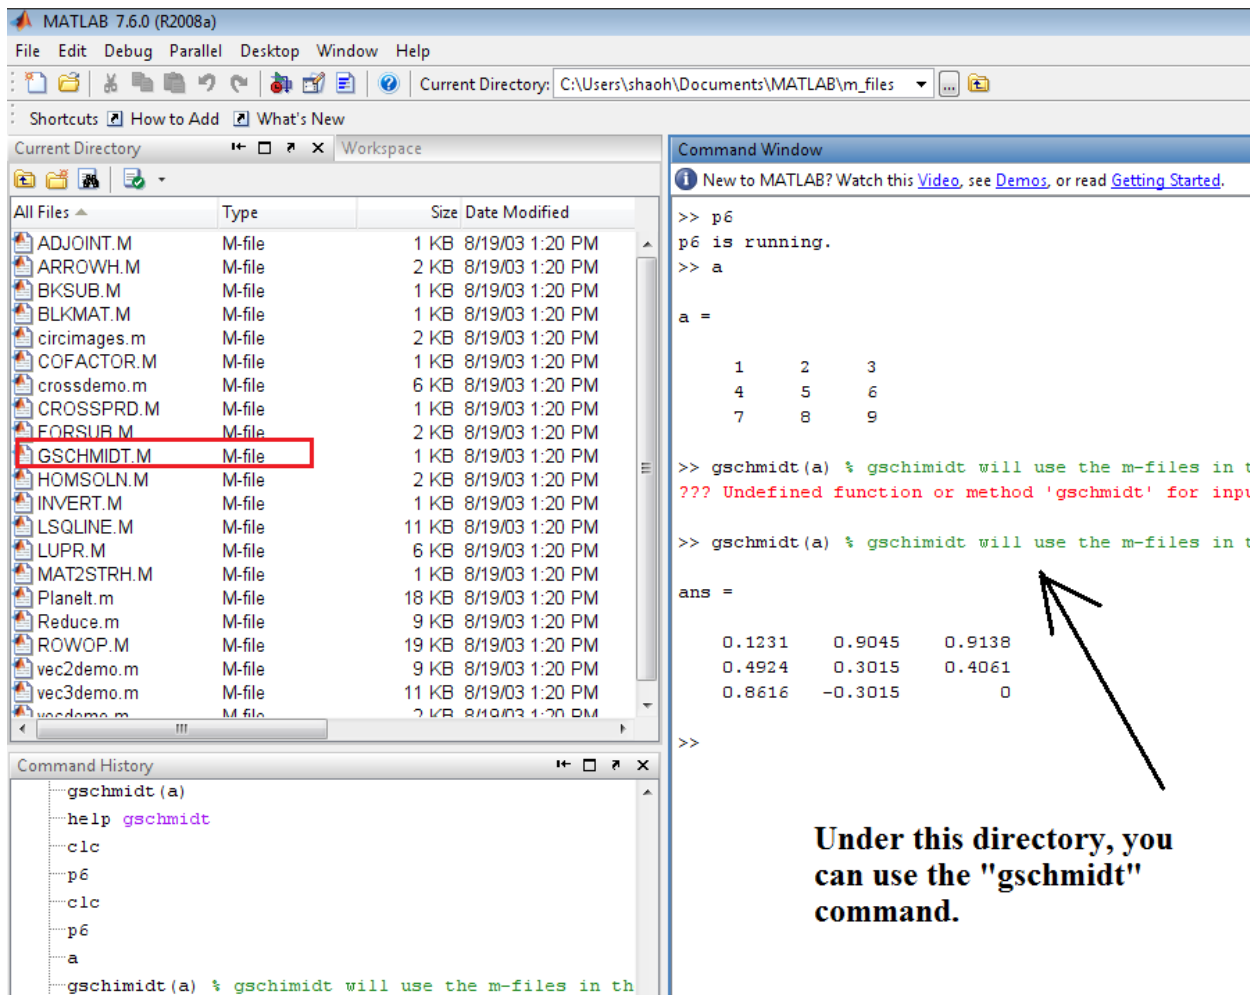 MATLAB 7.6.0 (R2008a)
File Edit Debug Parallel Desktop Window Help
Current Directory: C:\Users\shaoh\Documents\MATLAB\m_files ...
Shortcuts How to Add What's New
Current Directory Workspace
All Files Type Size Date Modified
ADJOINT.M M-file 1 KB 8/19/03 1:20 PM
ARROWH.M M-file 2 KB 8/19/03 1:20 PM
BKSUB.M M-file 1 KB 8/19/03 1:20 PM
BLKMAT.M M-file 1 KB 8/19/03 1:20 PM
circimages.m M-file 2 KB 8/19/03 1:20 PM
COFACTOR.M M-file 1 KB 8/19/03 1:20 PM
crossdemo.m M-file 6 KB 8/19/03 1:20 PM
CROSSPRD.M M-file 1 KB 8/19/03 1:20 PM
FORSUB.M M-file 2 KB 8/19/03 1:20 PM
GSCHMIDT.M M-file 1 KB 8/19/03 1:20 PM
HOMSOLN.M M-file 2 KB 8/19/03 1:20 PM
INVERT.M M-file 1 KB 8/19/03 1:20 PM
LSQLINE.M M-file 11 KB 8/19/03 1:20 PM
LUPR.M M-file 6 KB 8/19/03 1:20 PM
MAT2STRH.M M-file 1 KB 8/19/03 1:20 PM
PlaneIt.m M-file 18 KB 8/19/03 1:20 PM
Reduce.m M-file 9 KB 8/19/03 1:20 PM
ROWOP.M M-file 19 KB 8/19/03 1:20 PM
vec2demo.m M-file 9 KB 8/19/03 1:20 PM
vec3demo.m M-file 11 KB 8/19/03 1:20 PM
vecdemo.m M-file 2 KB 8/19/03 1:20 PM
Command History
gschmidt(a)
help gschmidt
clc
p6
clc
p6
a
gschimidt(a) % gschimidt will use the m-files in th
Command Window
New to MATLAB? Watch this Video, see Demos, or read Getting Started.
>> p6
p6 is running.
>> a
a =
1 2 3
4 5 6
7 8 9
>> gschmidt(a) % gschimidt will use the m-files in t
??? Undefined function or method 'gschmidt' for inpu
>> gschmidt(a) % gschimidt will use the m-files in t
ans =
0.1231 0.9045 0.9138
0.4924 0.3015 0.4061
0.8616 -0.3015 0
>>
Under this directory, you
can use the "gschmidt"
command.